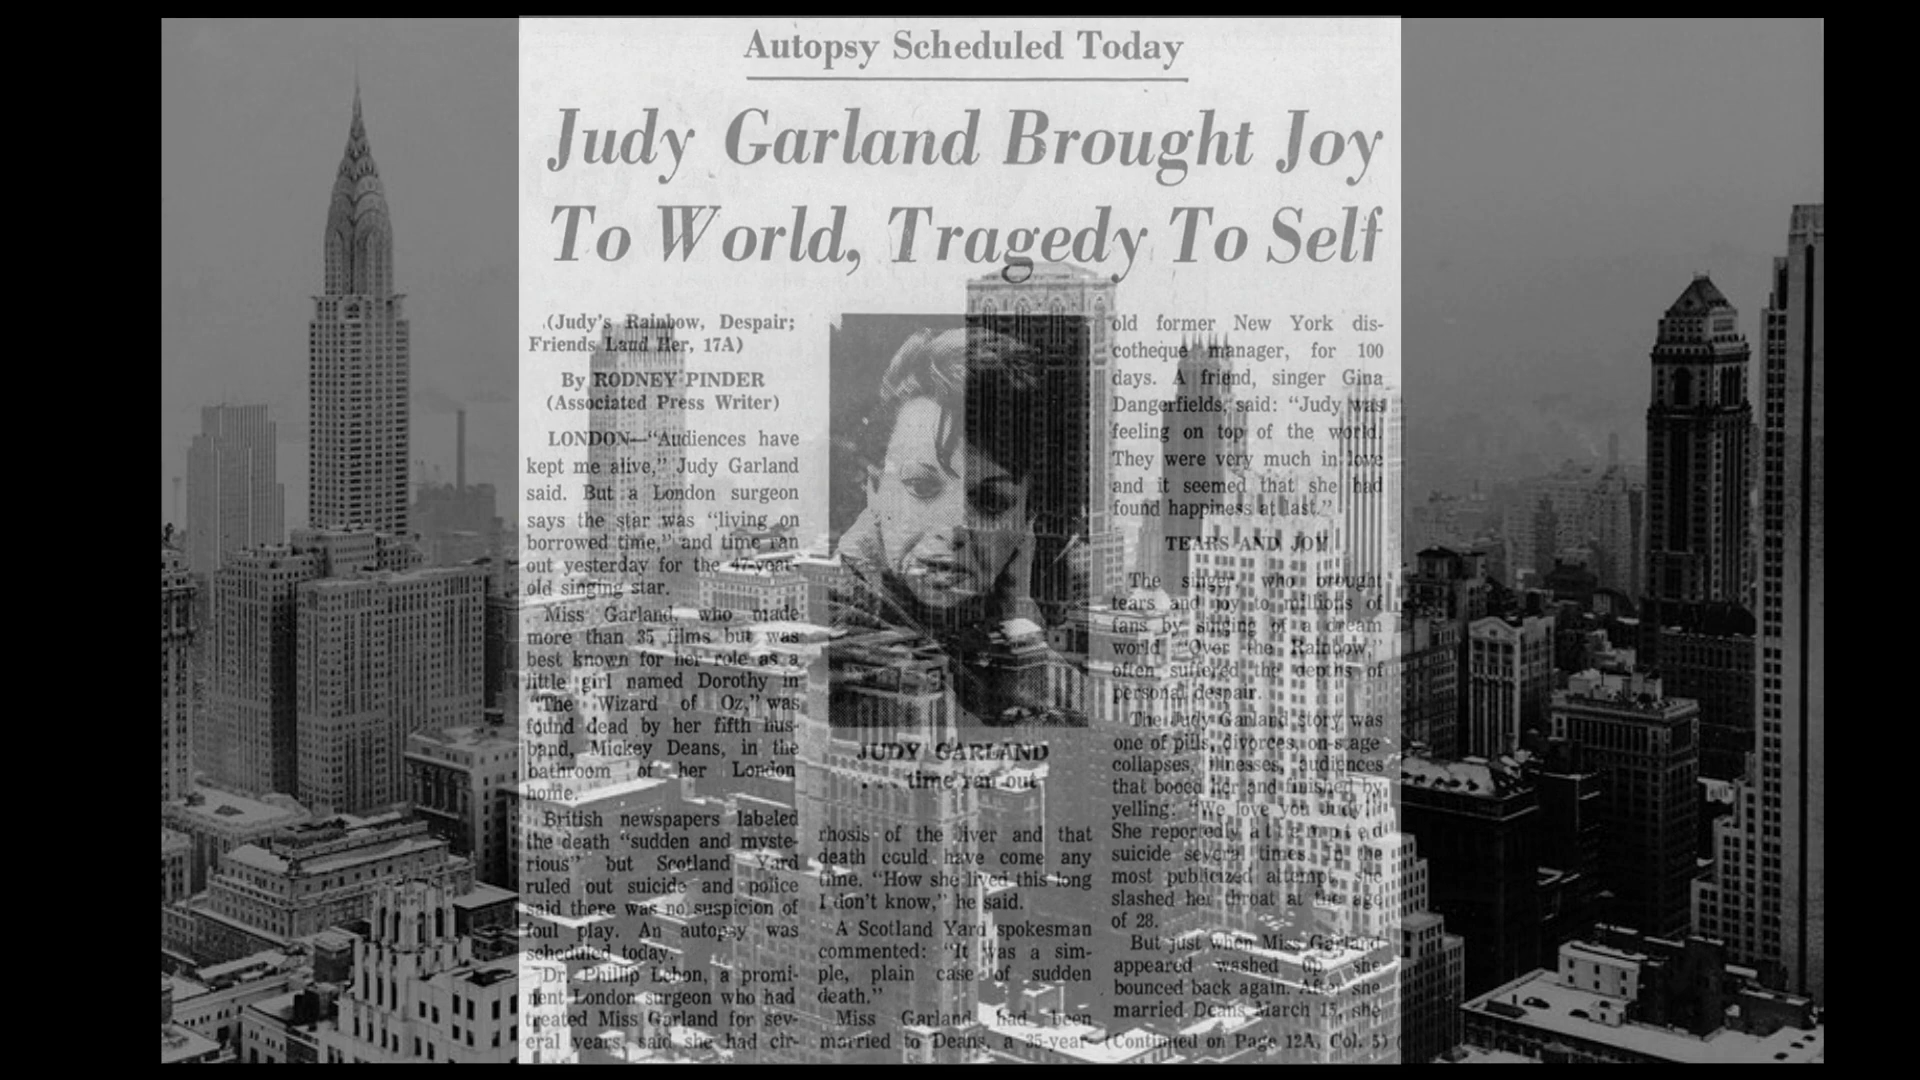 Autopsy Scheduled Today
Judy Garland Brought Joy
To World, Tragedy To Self
(Judy's Rainbow, Despair;
Friends Laud Her, 17A)
By RODNEY PINDER
(Associated Press Writer)
LONDON—"Audiences have
kept me alive," Judy Garland
said. But a London surgeon
says the star was "living on
borrowed time," and time ran
out yesterday for the 47-year-
old singing star.
Miss Garland, who made
more than 35 films but was
best known for her role as a
little girl named Dorothy in
"The Wizard of Oz," was
found dead by her fifth hus-
band, Mickey Deans, in the
bathroom of her London
home.
British newspapers labeled
the death "sudden and myste-
rious" but Scotland Yard
ruled out suicide and police
said there was no suspicion of
foul play. An autopsy was
scheduled today.
Dr. Phillip Lebon, a promi-
nent London surgeon who had
treated Miss Garland for sev-
eral years, said she had cir-
JUDY GARLAND
. . . time ran out
rhosis of the liver and that
death could have come any
time. "How she lived this long
I don't know," he said.
A Scotland Yard spokesman
commented: "It was a sim-
ple, plain case of sudden
death."
Miss Garland had been
married to Deans, a 35-year-
old former New York dis-
cotheque manager, for 100
days. A friend, singer Gina
Dangerfields, said: "Judy was
feeling on top of the world.
They were very much in love
and it seemed that she had
found happiness at last."
TEARS AND JOY
The singer, who brought
tears and joy to millions of
fans by singing of a dream
world "Over the Rainbow,"
often suffered the depths of
personal despair.
The Judy Garland story was
one of pills, divorces, on-stage
collapses, illnesses, audiences
that booed her and finished by
yelling: "We love you Judy."
She reportedly attempted
suicide several times. In the
most publicized attempt, she
slashed her throat at the age
of 28.
But just when Miss Garland
appeared washed up, she
bounced back again. After she
married Deans March 15, she
(Continued on Page 12A, Col. 5)